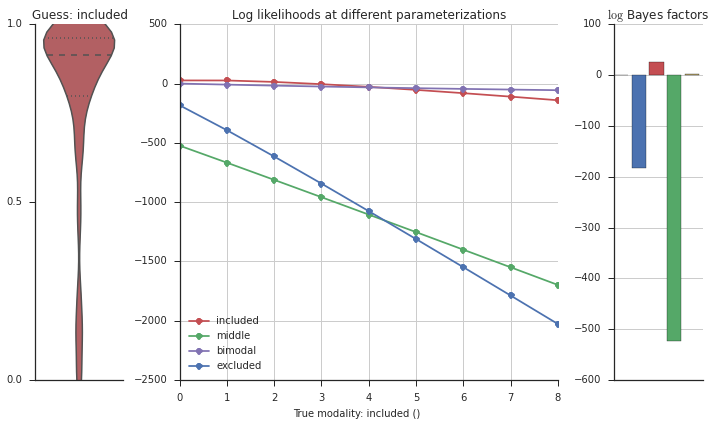 Guess: included
1.0
0.5
0.0
Log likelihoods at different parameterizations
500
0
−500
−1000
−1500
−2000
−2500
included
middle
bimodal
excluded
0 1 2 3 4 5 6 7 8
True modality: included ()
log Bayes factors
100
0
−100
−200
−300
−400
−500
−600